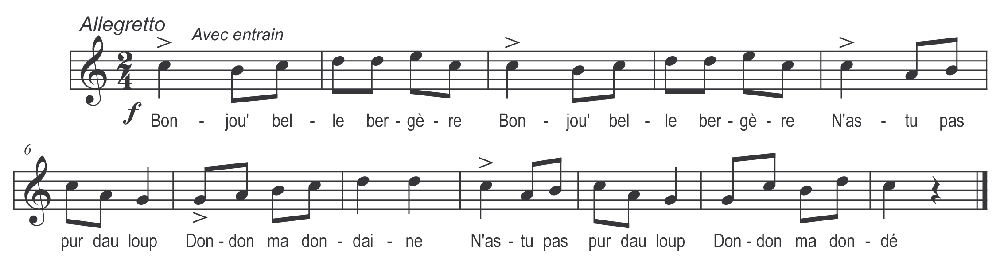 Allegretto
Avec entrain
f
Bon - jou' bel - le ber - gè - re Bon - jou' bel - le ber - gè - re N'as - tu pas
6
pur dau loup Don - don ma don - dai - ne N'as - tu pas pur dau loup Don - don ma don - dé